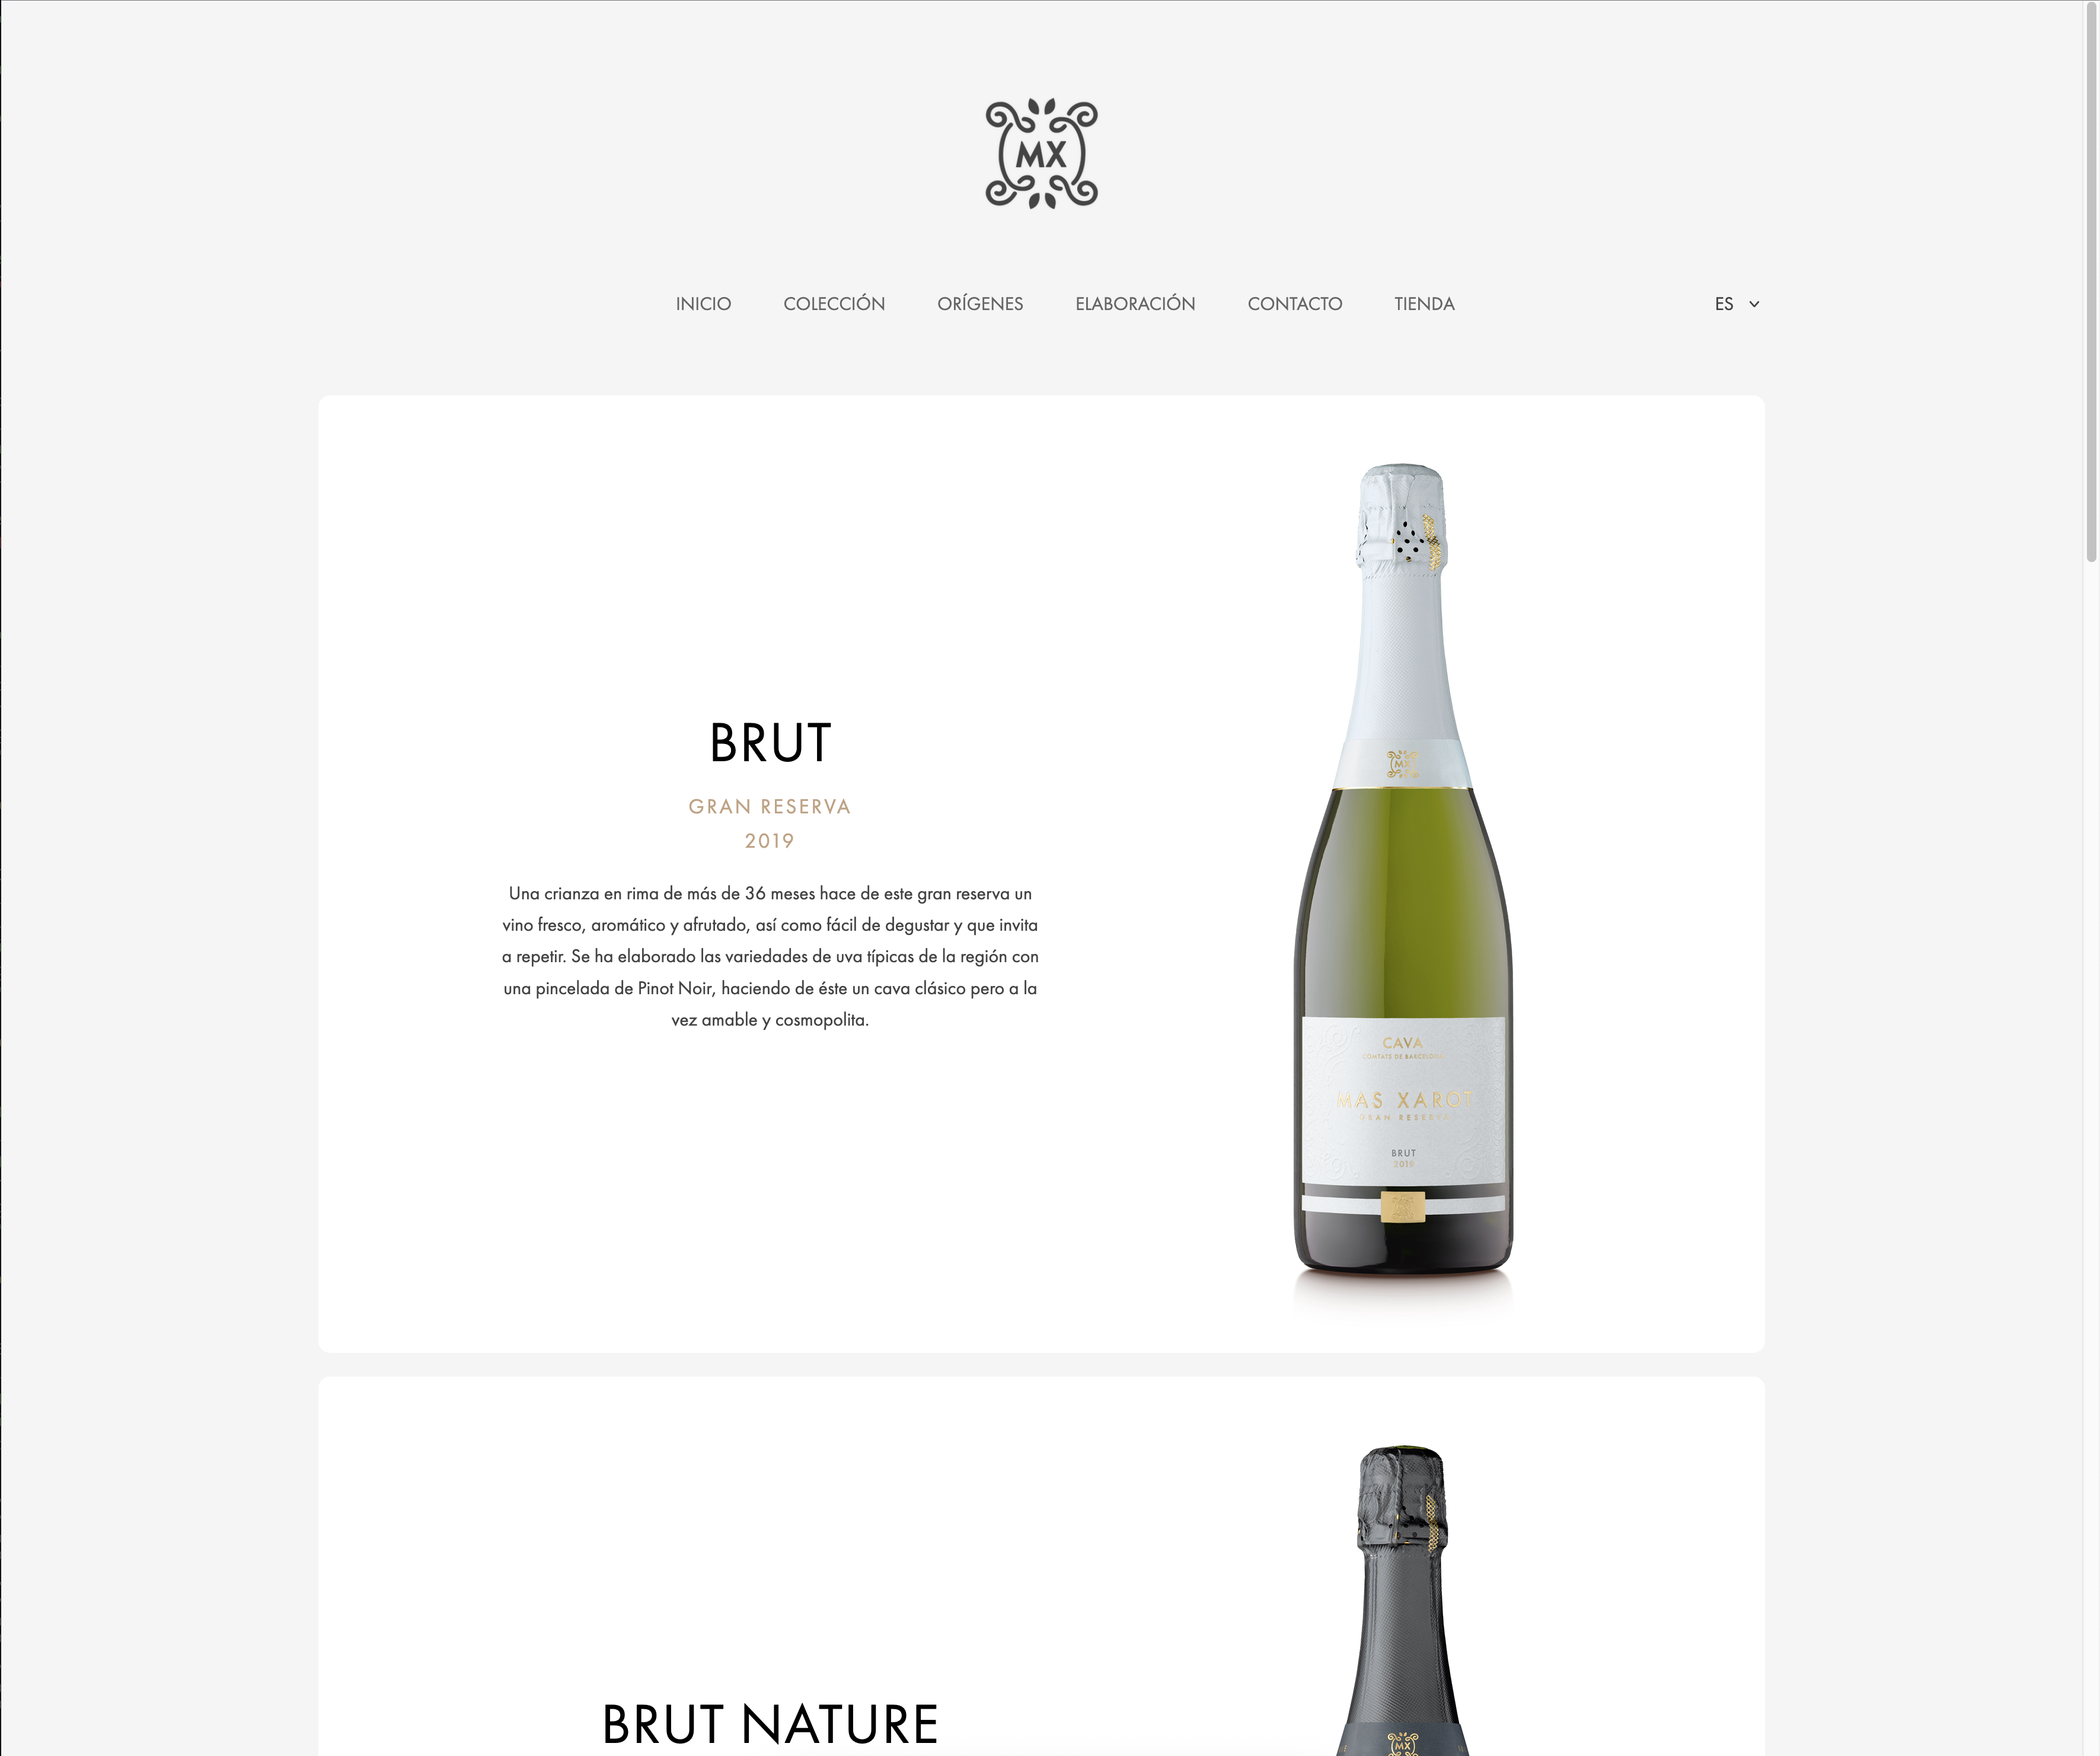 MX
INICIO COLECCIÓN ORÍGENES ELABORACIÓN CONTACTO TIENDA ES
BRUT
GRAN RESERVA
2019
Una crianza en rima de más de 36 meses hace de este gran reserva un
vino fresco, aromático y afrutado, así como fácil de degustar y que invita
a repetir. Se ha elaborado las variedades de uva típicas de la región con
una pincelada de Pinot Noir, haciendo de éste un cava clásico pero a la
vez amable y cosmopolita.
MX
CAVA
COMTATS DE BARCELONA
MAS XAROT
GRAN RESERVA
BRUT
2019
BRUT NATURE
MX